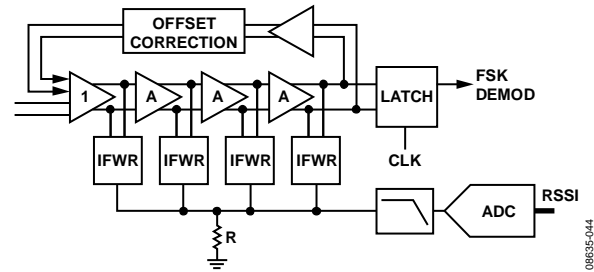 OFFSET
CORRECTION
1
A
A
A
LATCH
FSK
DEMOD
CLK
IFWR
IFWR
IFWR
IFWR
R
ADC
RSSI
08635-044